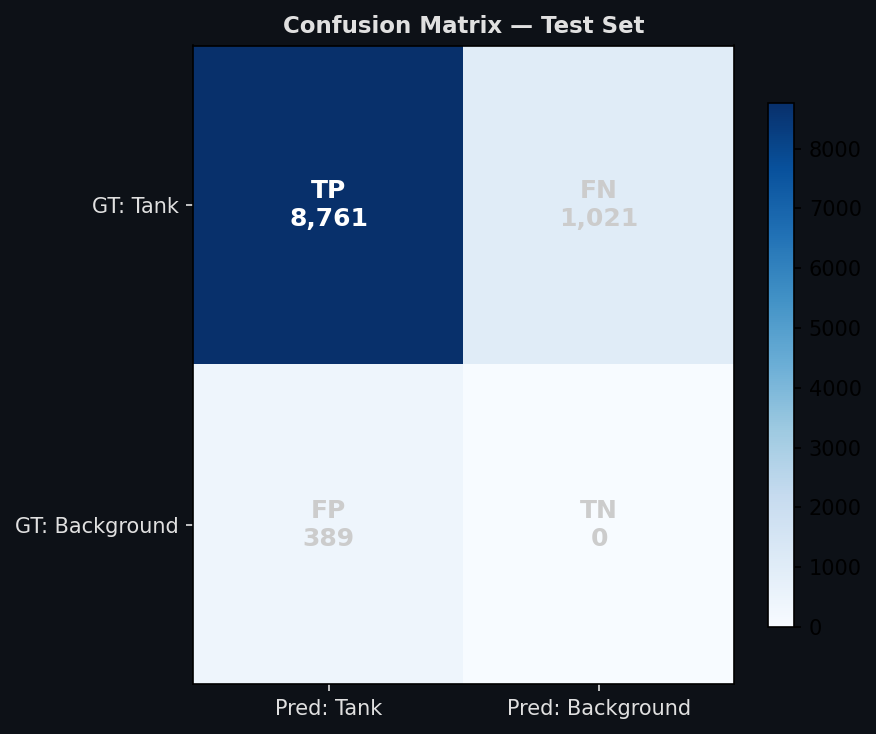 Confusion Matrix — Test Set
GT: Tank
TP
8,761
FN
1,021
GT: Background
FP
389
TN
0
Pred: Tank
Pred: Background
8000
7000
6000
5000
4000
3000
2000
1000
0